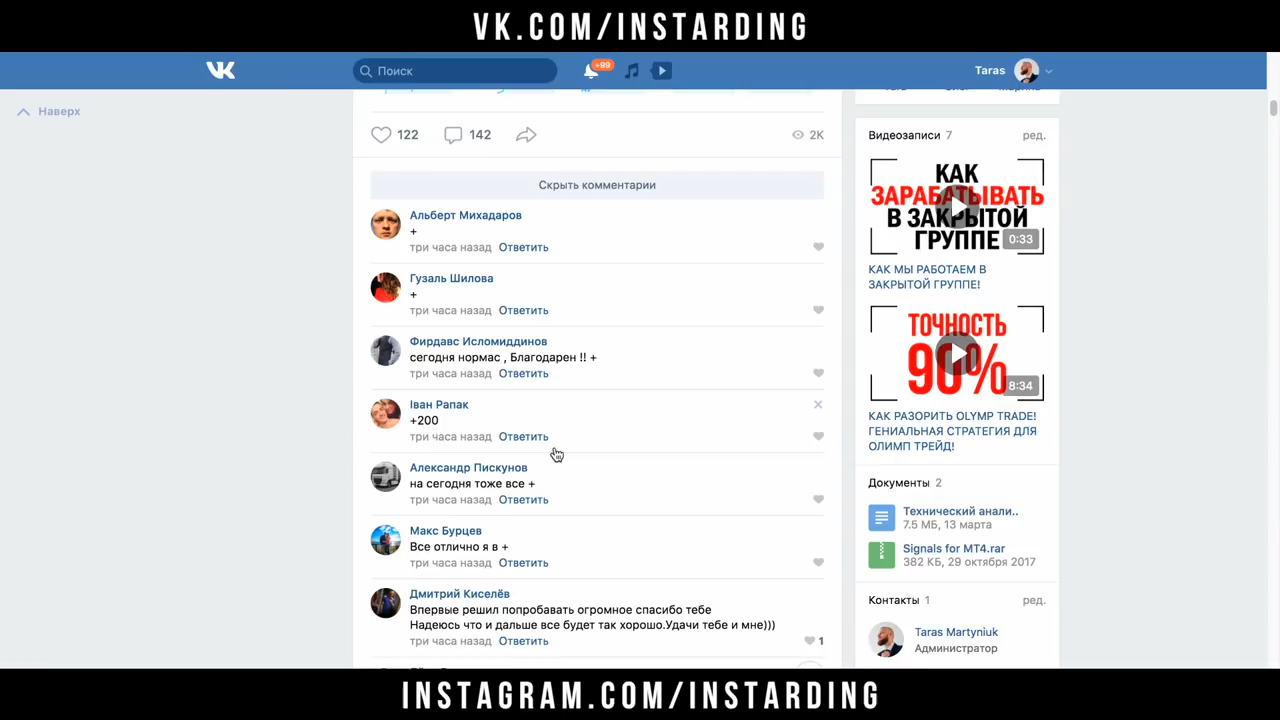 VK.COM/INSTARDING
Поиск
+99
Taras
Наверх
122
142
2K
Скрыть комментарии
Альберт Михадаров
+
три часа назад Ответить
Гузаль Шилова
+
три часа назад Ответить
Фирдавс Исломиддинов
сегодня нормас , Благодарен !! +
три часа назад Ответить
Іван Рапак
+200
три часа назад Ответить
Александр Пискунов
на сегодня тоже все +
три часа назад Ответить
Макс Бурцев
Все отлично я в +
три часа назад Ответить
Дмитрий Киселёв
Впервые решил попробавать огромное спасибо тебе
Надеюсь что и дальше все будет так хорошо.Удачи тебе и мне)))
три часа назад Ответить
1
Видеозаписи 7
ред.
КАК
ЗАРАБАТЫВАТЬ
В ЗАКРЫТОЙ
ГРУППЕ
0:33
КАК МЫ РАБОТАЕМ В
ЗАКРЫТОЙ ГРУППЕ!
ТОЧНОСТЬ
90%
8:34
КАК РАЗОРИТЬ OLYMP TRADE!
ГЕНИАЛЬНАЯ СТРАТЕГИЯ ДЛЯ
ОЛИМП ТРЕЙД!
Документы 2
Технический анали..
7.5 МБ, 13 марта
Signals for MT4.rar
382 КБ, 29 октября 2017
Контакты 1
ред.
Taras Martyniuk
Администратор
INSTAGRAM.COM/INSTARDING